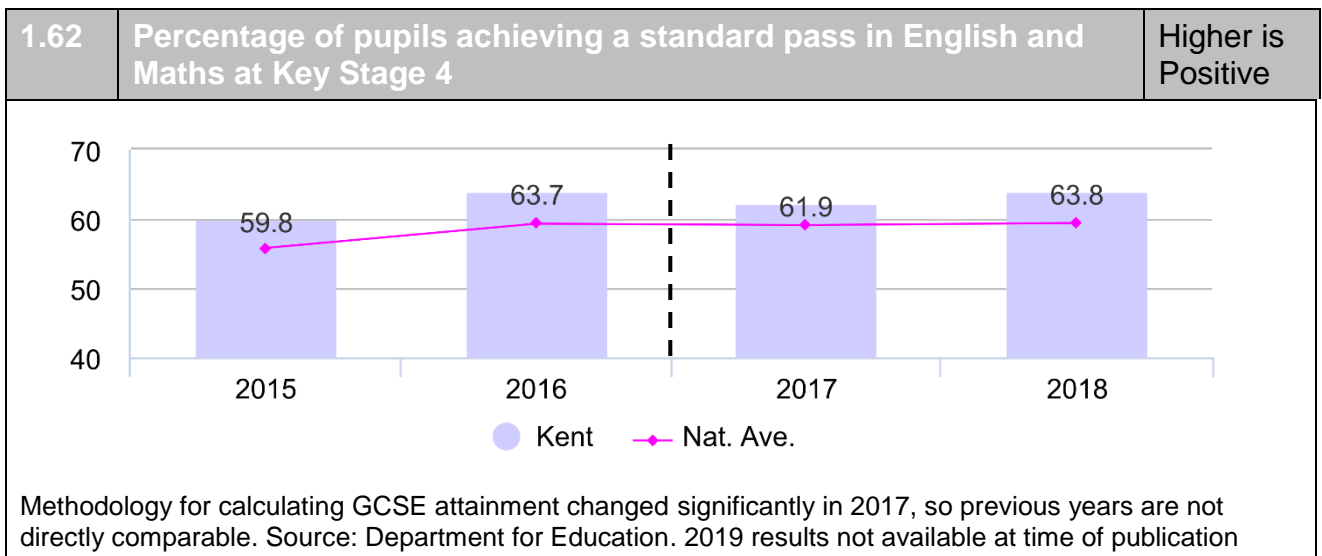 1.62 Percentage of pupils achieving a standard pass in English and Higher is
Maths at Key Stage 4 Positive
70
60
50
40
59.8
63.7
61.9
63.8
2015 2016 2017 2018
Kent Nat. Ave.
Methodology for calculating GCSE attainment changed significantly in 2017, so previous years are not
directly comparable. Source: Department for Education. 2019 results not available at time of publication